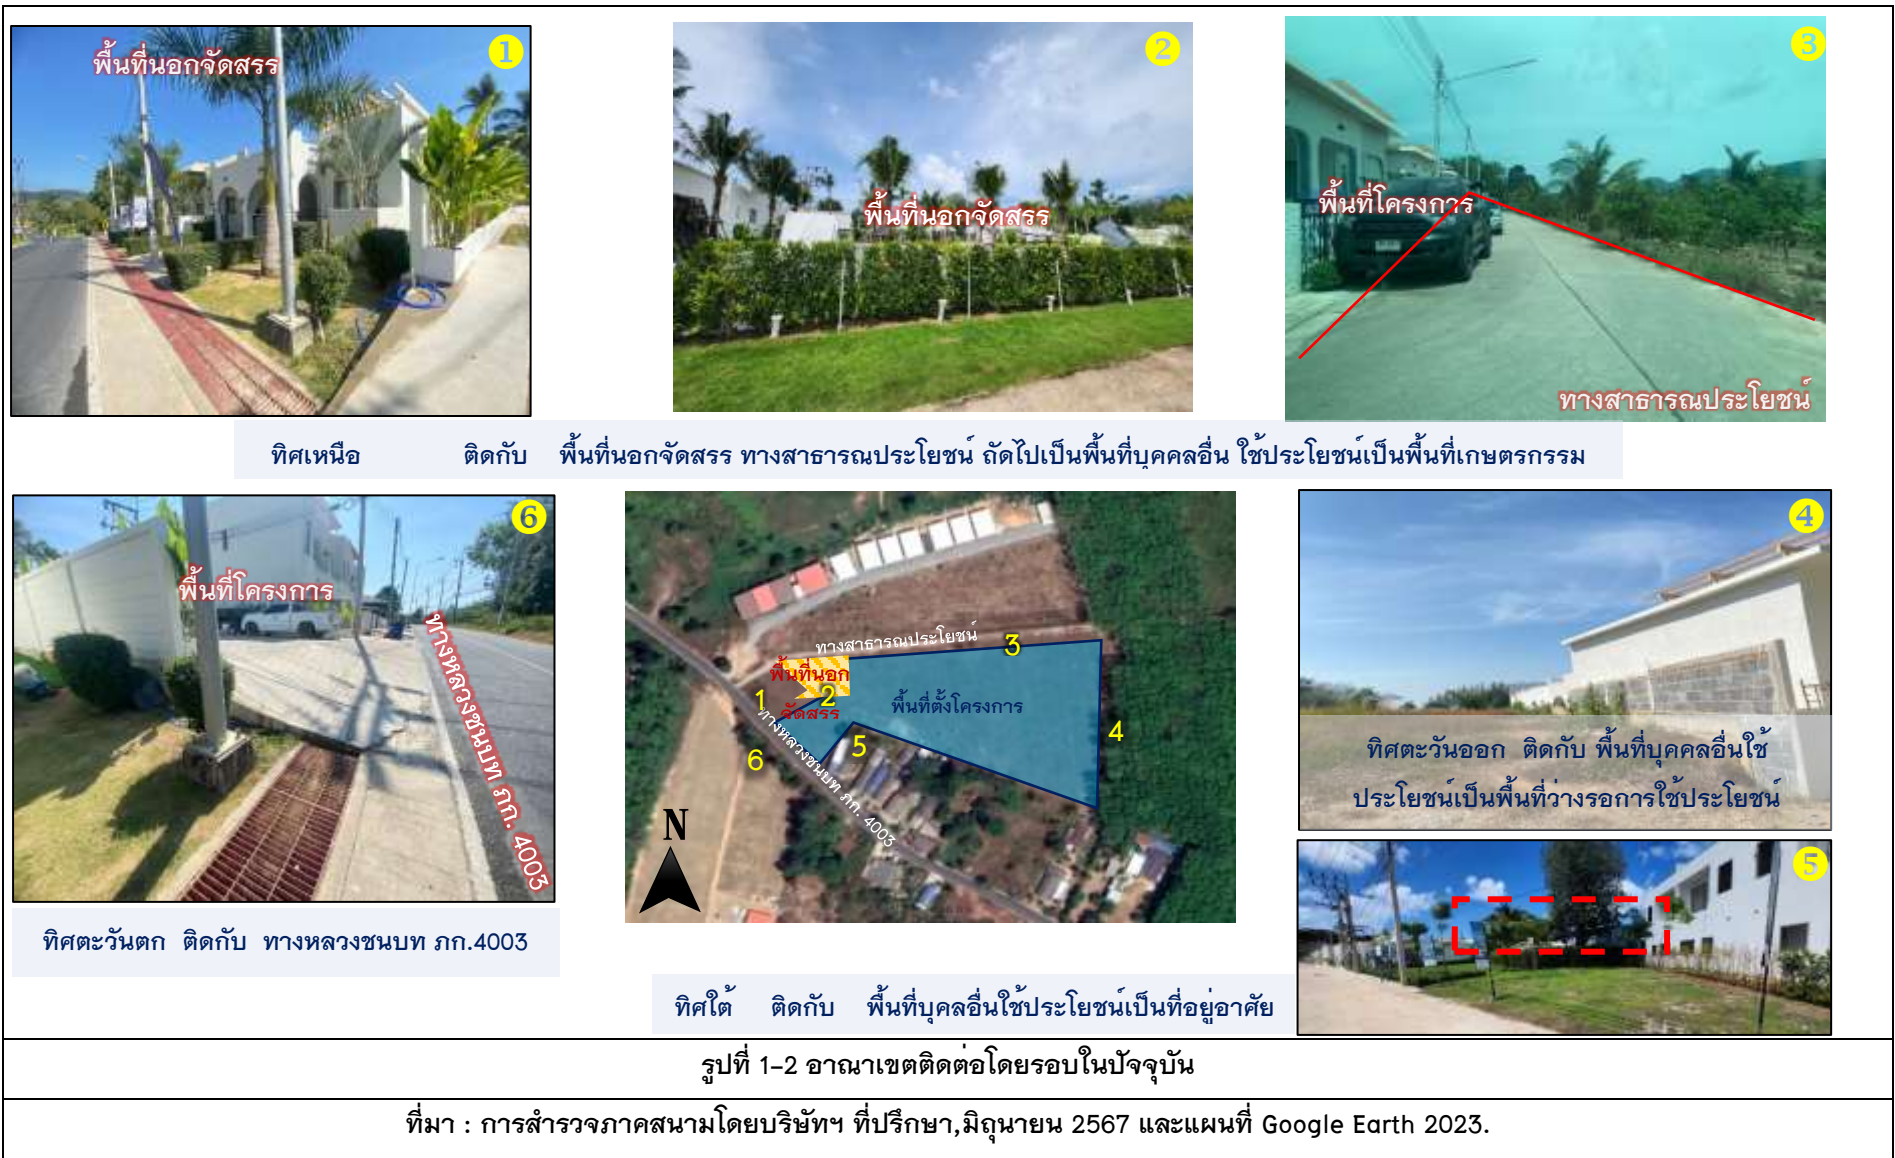 พื้นที่นอกจัดสรร
1
พื้นที่นอกจัดสรร
2
พื้นที่โครงการ
3
ทางสาธารณประโยชน์
ทิศเหนือ ติดกับ พื้นที่นอกจัดสรร ทางสาธารณประโยชน์ ถัดไปเป็นพื้นที่บุคคลอื่น ใช้ประโยชน์เป็นพื้นที่เกษตรกรรม
6
พื้นที่โครงการ
ทางหลวงชนบท ภก. 4003
ทิศตะวันตก ติดกับ ทางหลวงชนบท ภก.4003
ทางสาธารณประโยชน์
3
พื้นที่นอก
จัดสรร
1
2
พื้นที่ตั้งโครงการ
4
5
6
ทางหลวงชนบท ภก. 4003
N
4
ทิศตะวันออก ติดกับ พื้นที่บุคคลอื่นใช้
ประโยชน์เป็นพื้นที่ว่างรอการใช้ประโยชน์
5
ทิศใต้ ติดกับ พื้นที่บุคลอื่นใช้ประโยชน์เป็นที่อยู่อาศัย
รูปที่ 1-2 อาณาเขตติดต่อโดยรอบในปัจจุบัน
ที่มา : การสำรวจภาคสนามโดยบริษัทฯ ที่ปรึกษา,มิถุนายน 2567 และแผนที่ Google Earth 2023.